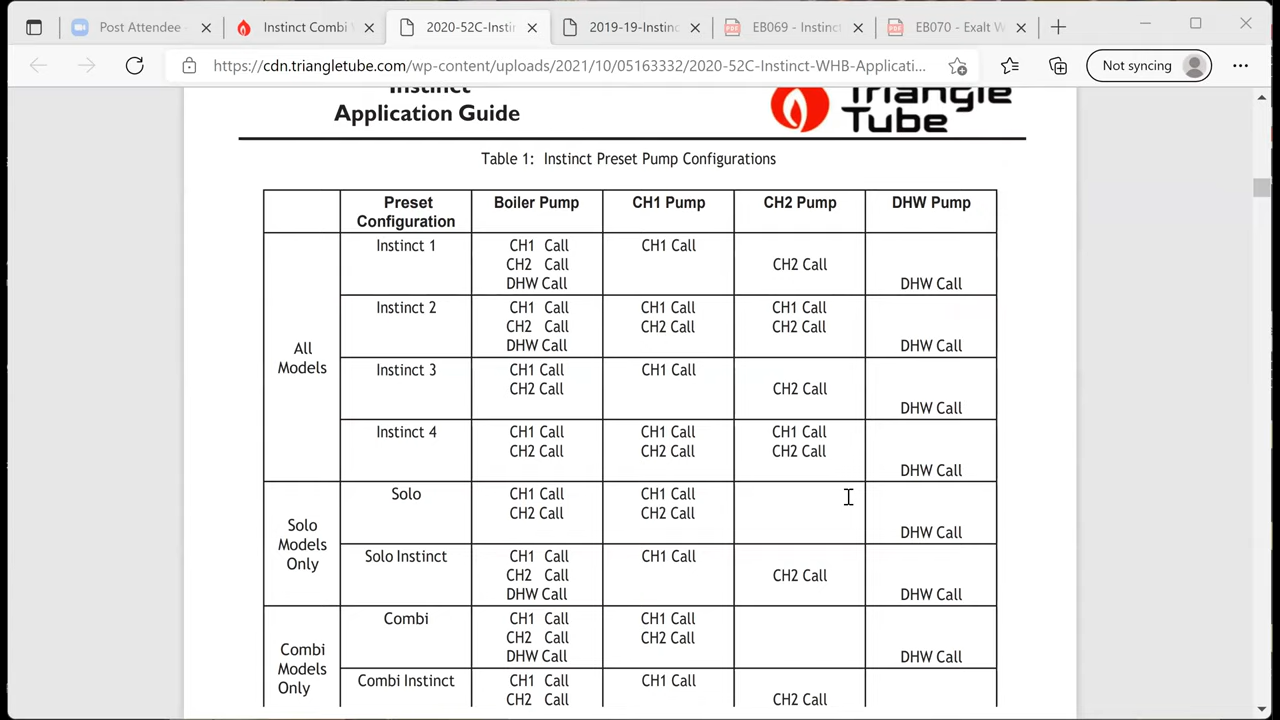 Post Attendee -
Instinct Combi
2020-52C-Insti
2019-19-Instinc
EB069 - Instinct
EB070 - Exalt W
https://cdn.triangletube.com/wp-content/uploads/2021/10/05163332/2020-52C-Instinct-WHB-Applicati...
Not syncing
Instinct
Application Guide
Triangle
Tube
Table 1: Instinct Preset Pump Configurations
Preset Configuration Boiler Pump CH1 Pump CH2 Pump DHW Pump
All Models
Instinct 1
CH1 Call CH1 Call
CH2 Call CH2 Call
DHW Call DHW Call
Instinct 2
CH1 Call CH1 Call CH1 Call
CH2 Call CH2 Call CH2 Call
DHW Call DHW Call
Instinct 3
CH1 Call CH1 Call
CH2 Call CH2 Call
DHW Call
Instinct 4
CH1 Call CH1 Call CH1 Call
CH2 Call CH2 Call CH2 Call
DHW Call
Solo Models Only
Solo
CH1 Call CH1 Call
CH2 Call CH2 Call
DHW Call
Solo Instinct
CH1 Call CH1 Call
CH2 Call CH2 Call
DHW Call DHW Call
Combi Models Only
Combi
CH1 Call CH1 Call
CH2 Call CH2 Call
DHW Call DHW Call
Combi Instinct
CH1 Call CH1 Call
CH2 Call CH2 Call